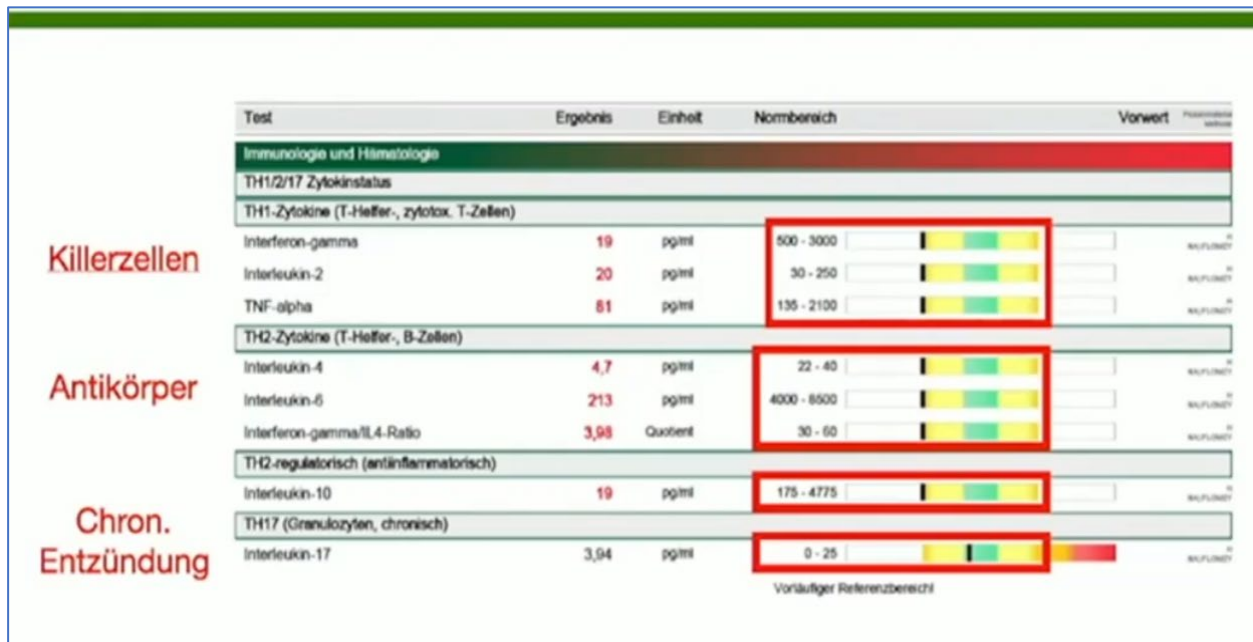 Test Ergebnis Einheit Normbereich Vorwert
Immunologie und Hämatologie
TH1/2/17 Zytokinstatus
TH1-Zytokine (T-Helfer-, zytotox. T-Zellen)
Killerzellen
Interferon-gamma 19 pg/ml 500 - 3000
Interleukin-2 20 pg/ml 30 - 250
TNF-alpha 81 pg/ml 135 - 2100
TH2-Zytokine (T-Helfer-, B-Zellen)
Antikörper
Interleukin-4 4,7 pg/ml 22 - 40
Interleukin-6 213 pg/ml 4000 - 8500
Interferon-gamma/IL4-Ratio 3,98 Quotient 30 - 60
TH2-regulatorisch (antiinflammatorisch)
Interleukin-10 19 pg/ml 175 - 4775
Chron.
Entzündung
TH17 (Granulozyten, chronisch)
Interleukin-17 3,94 pg/ml 0 - 25
Vorläufiger Referenzbereich!